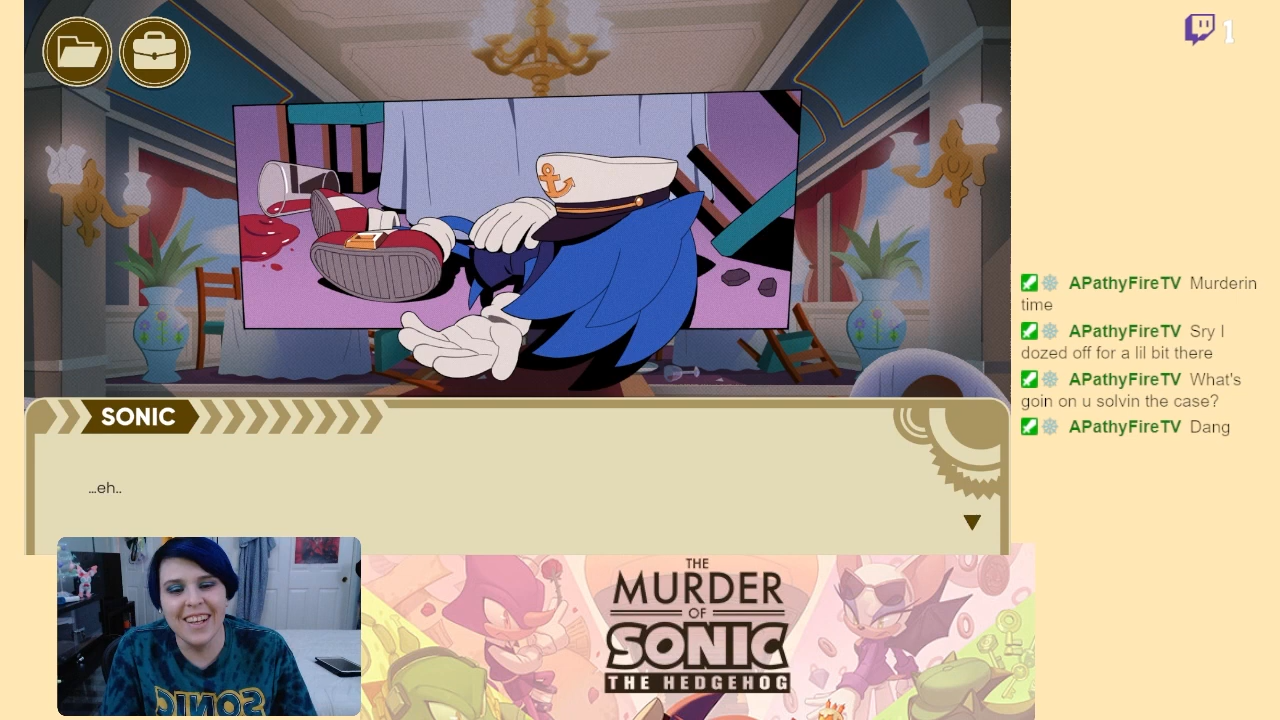 1
SONIC
...eh..
APathyFireTV Murderin
time
APathyFireTV Sry I
dozed off for a lil bit there
APathyFireTV What's
goin on u solvin the case?
APathyFireTV Dang
THE
MURDER
OF
SONIC
THE HEDGEHOG
SONIC